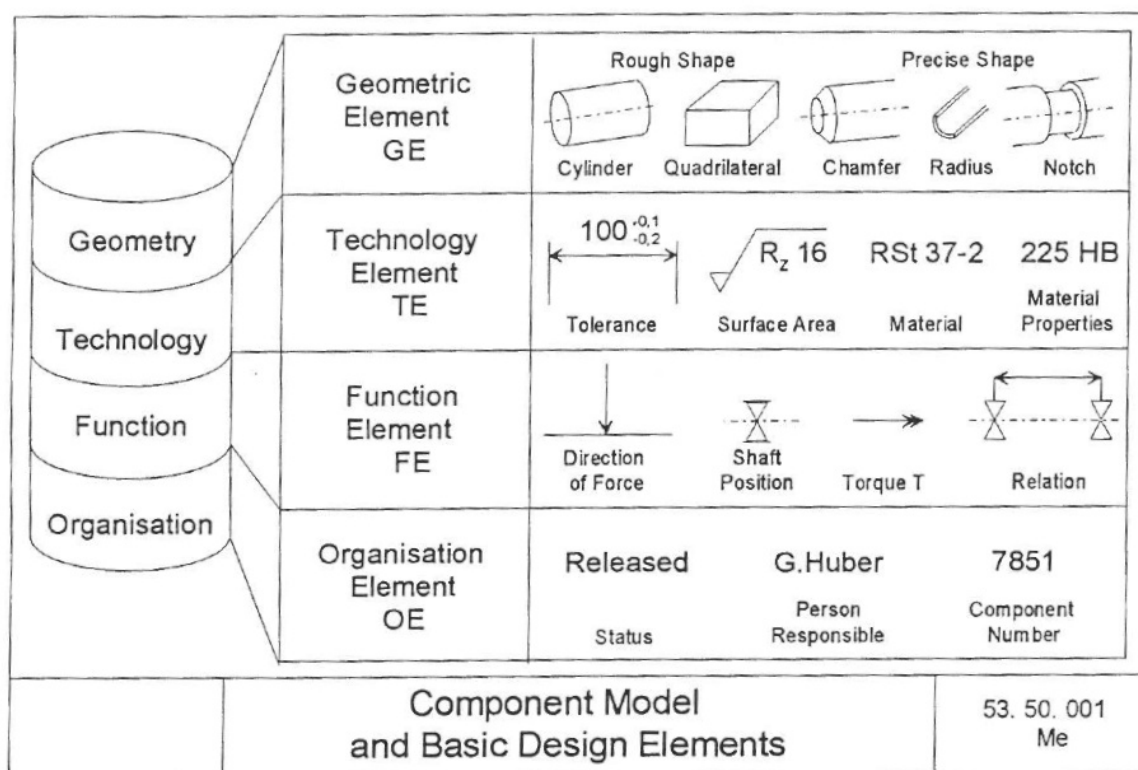 Geometry
Technology
Function
Organisation
Geometric
Element
GE
Rough Shape
Precise Shape
Cylinder
Quadrilateral
Chamfer
Radius
Notch
Technology
Element
TE
100 -0,1
-0,2
Tolerance
Rz 16
Surface Area
RSt 37-2
Material
225 HB
Material
Properties
Function
Element
FE
Direction
of Force
Shaft
Position
Torque T
Relation
Organisation
Element
OE
Released
Status
G.Huber
Person
Responsible
7851
Component
Number
Component Model
and Basic Design Elements
53. 50. 001
Me